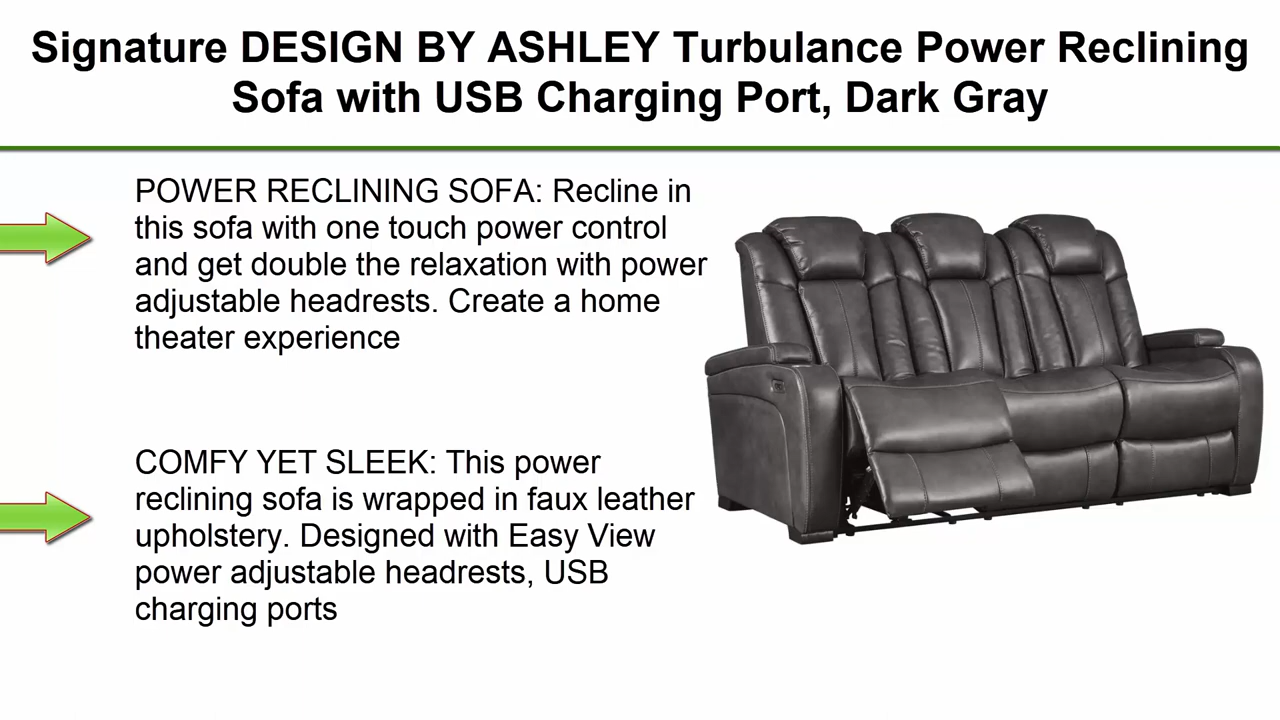 Signature DESIGN BY ASHLEY Turbulance Power Reclining
Sofa with USB Charging Port, Dark Gray
POWER RECLINING SOFA: Recline in
this sofa with one touch power control
and get double the relaxation with power
adjustable headrests. Create a home
theater experience
COMFY YET SLEEK: This power
reclining sofa is wrapped in faux leather
upholstery. Designed with Easy View
power adjustable headrests, USB
charging ports